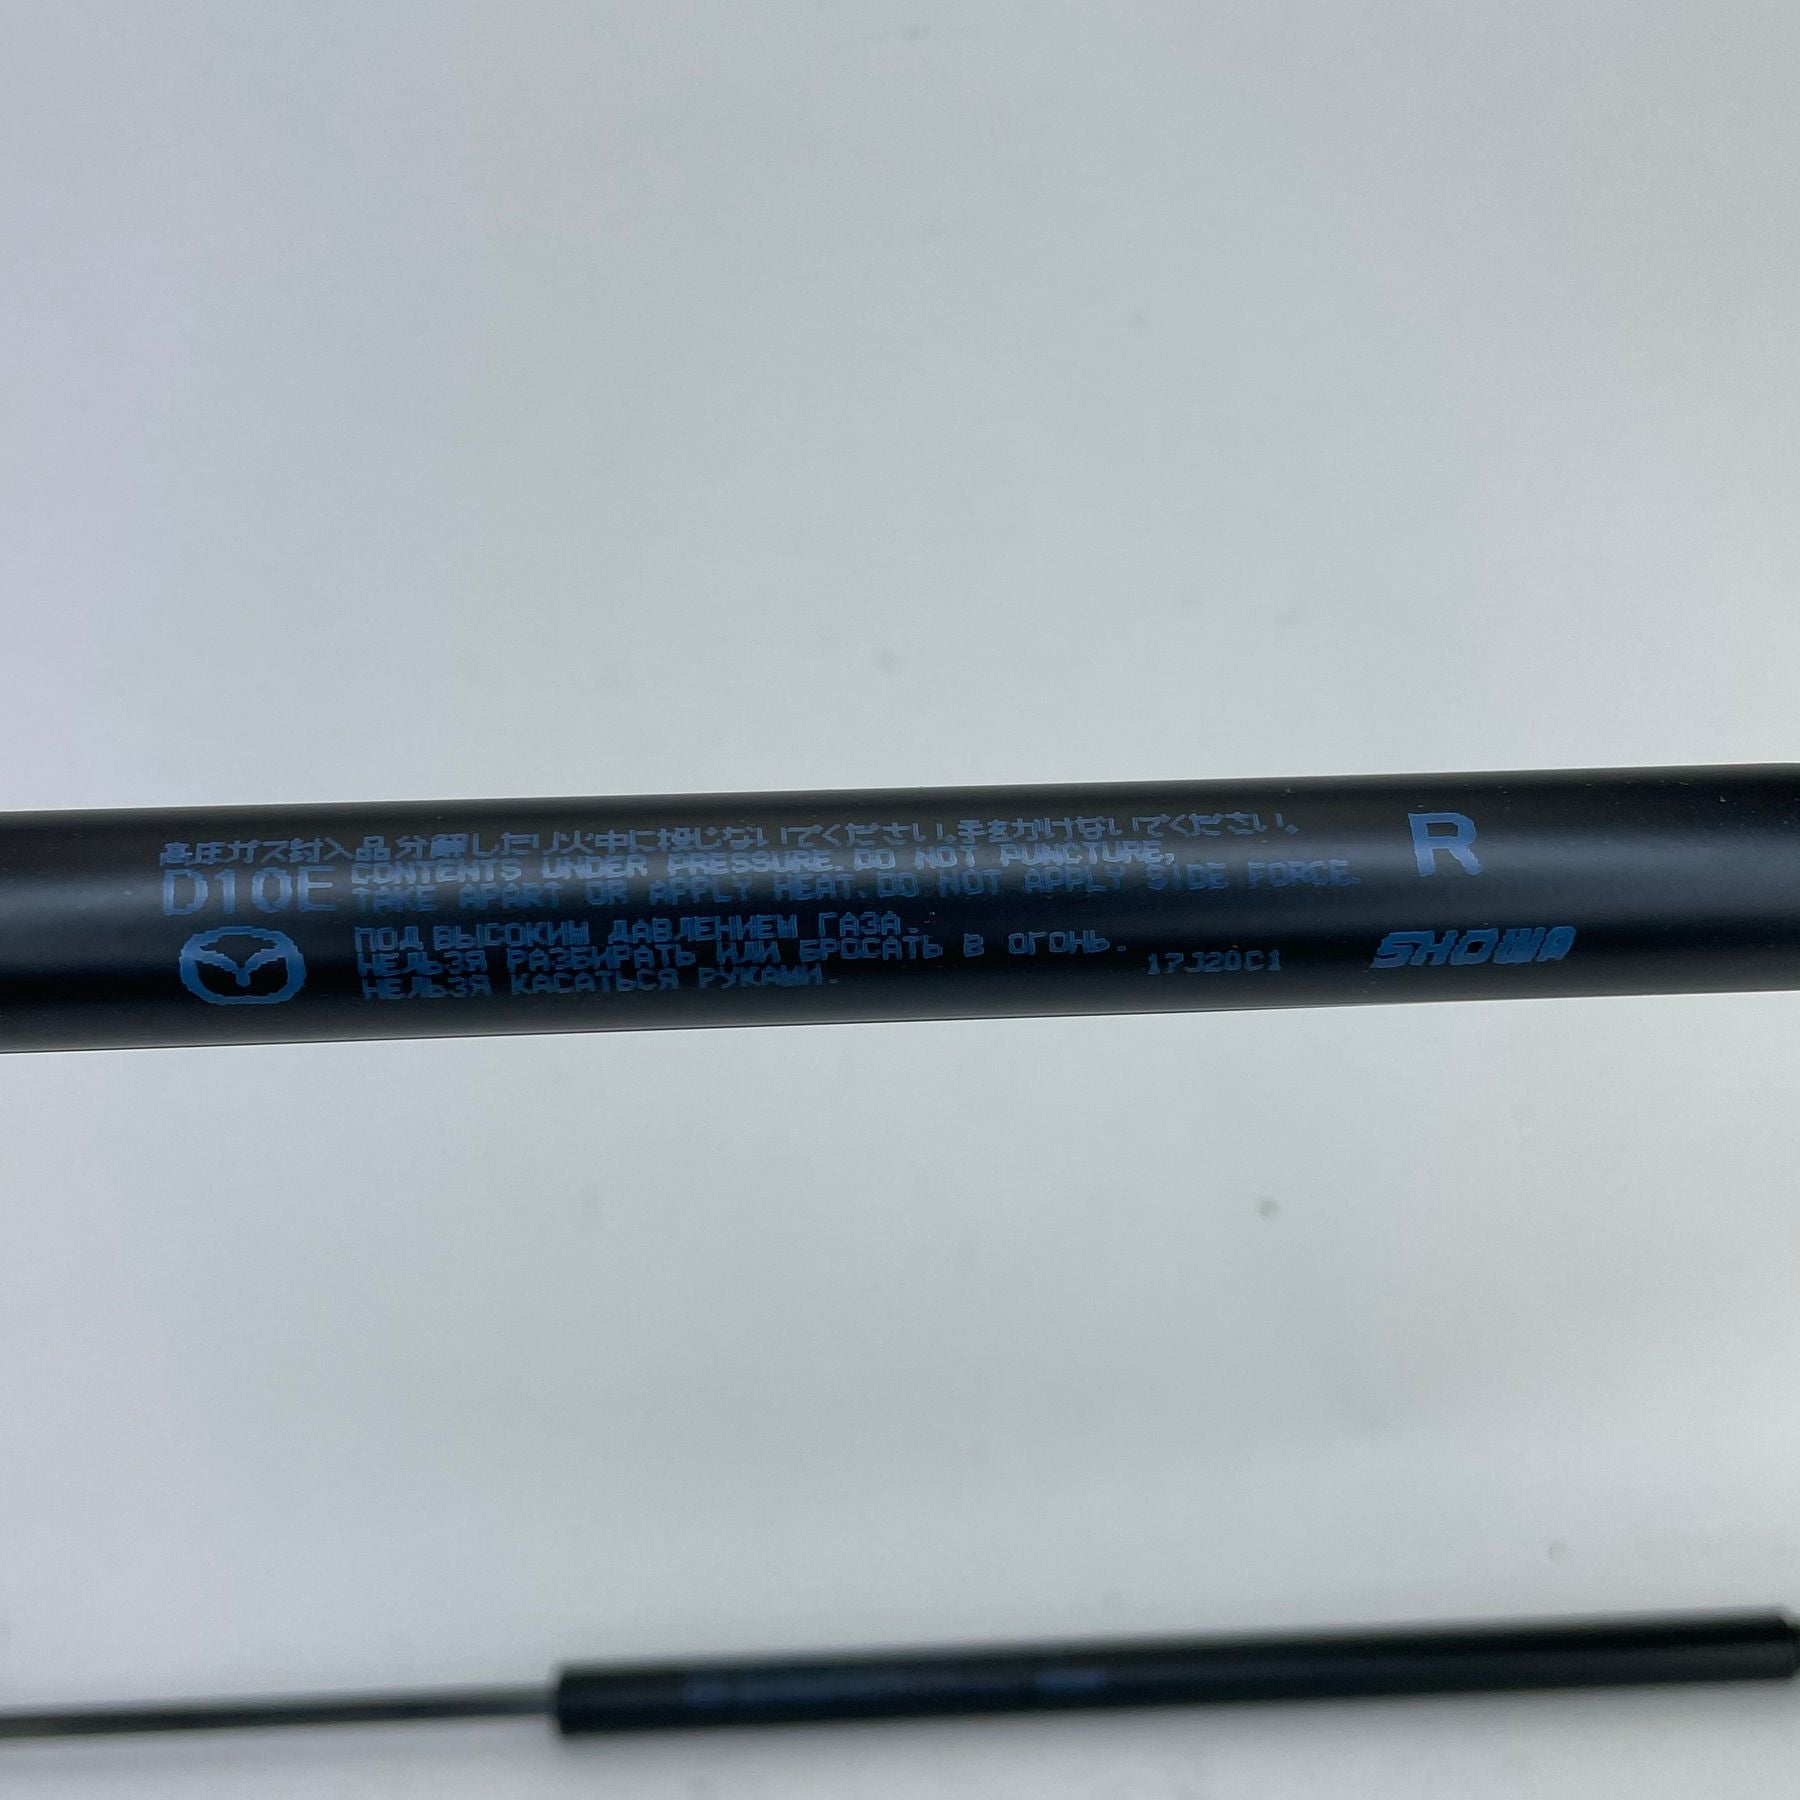 高圧ガス封入品分解したり火中に投じないでください。手をかけないでください。
D10E
CONTENTS UNDER PRESSURE. DO NOT PUNCTURE,
TAKE APART OR APPLY HEAT. DO NOT APPLY SIDE FORCE.
R
ПОД ВЫСОКИМ ДАВЛЕНИЕМ ГАЗА.
НЕЛЬЗЯ РАЗБИРАТЬ ИЛИ БРОСАТЬ В ОГОНЬ.
НЕЛЬЗЯ КАСАТЬСЯ РУКАМИ.
17J20C1
SHOWA